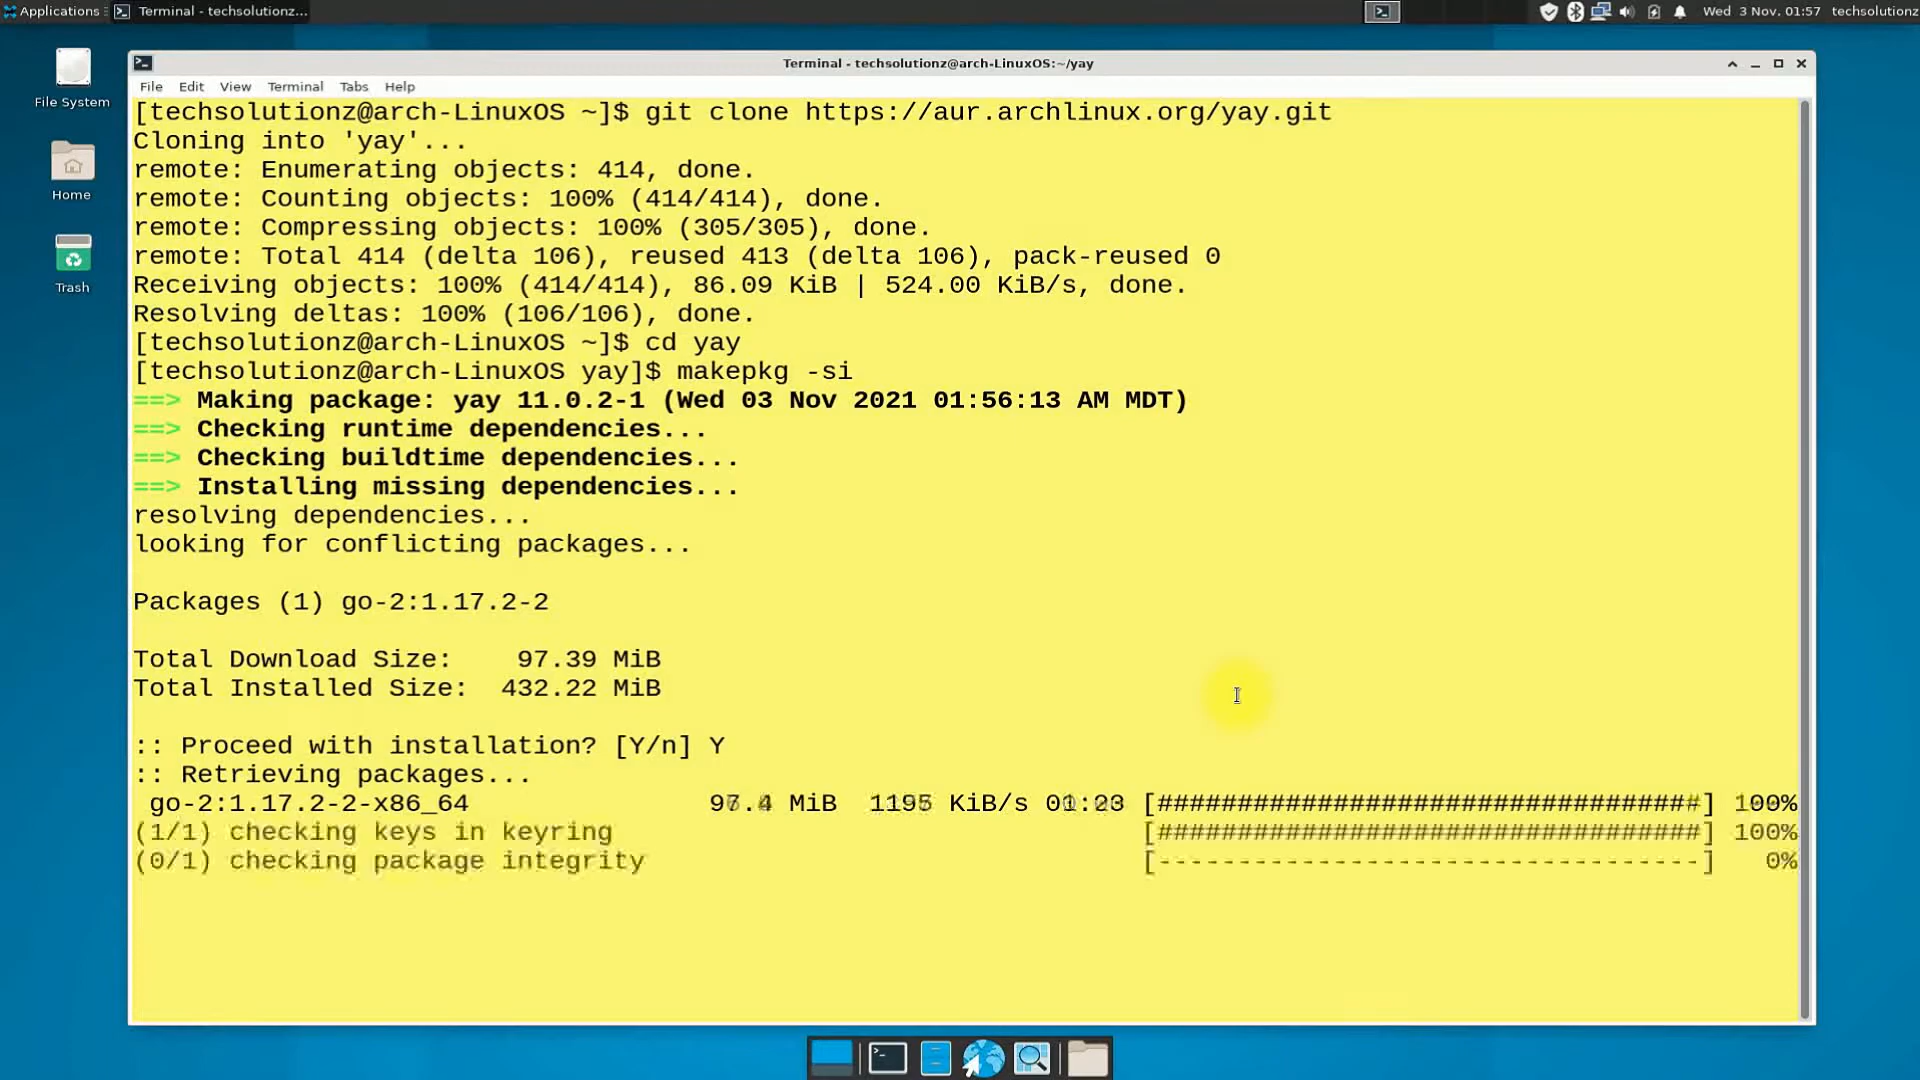 Applications
Terminal - techsolutionz...
Wed 3 Nov, 01:57
techsolutionz
File System
Home
Trash
Terminal - techsolutionz@arch-LinuxOS:~/yay
File Edit View Terminal Tabs Help
[techsolutionz@arch-LinuxOS ~]$ git clone https://aur.archlinux.org/yay.git
Cloning into 'yay'...
remote: Enumerating objects: 414, done.
remote: Counting objects: 100% (414/414), done.
remote: Compressing objects: 100% (305/305), done.
remote: Total 414 (delta 106), reused 413 (delta 106), pack-reused 0
Receiving objects: 100% (414/414), 86.09 KiB | 524.00 KiB/s, done.
Resolving deltas: 100% (106/106), done.
[techsolutionz@arch-LinuxOS ~]$ cd yay
[techsolutionz@arch-LinuxOS yay]$ makepkg -si
==> Making package: yay 11.0.2-1 (Wed 03 Nov 2021 01:56:13 AM MDT)
==> Checking runtime dependencies...
==> Checking buildtime dependencies...
==> Installing missing dependencies...
resolving dependencies...
looking for conflicting packages...
Packages (1) go-2:1.17.2-2
Total Download Size: 97.39 MiB
Total Installed Size: 432.22 MiB
:: Proceed with installation? [Y/n] Y
:: Retrieving packages...
go-2:1.17.2-2-x86_64 MiB KiB/s [##################################] 100%
(1/1) checking keys in keyring [##################################] 100%
(0/1) checking package integrity [----------------------------------] 0%